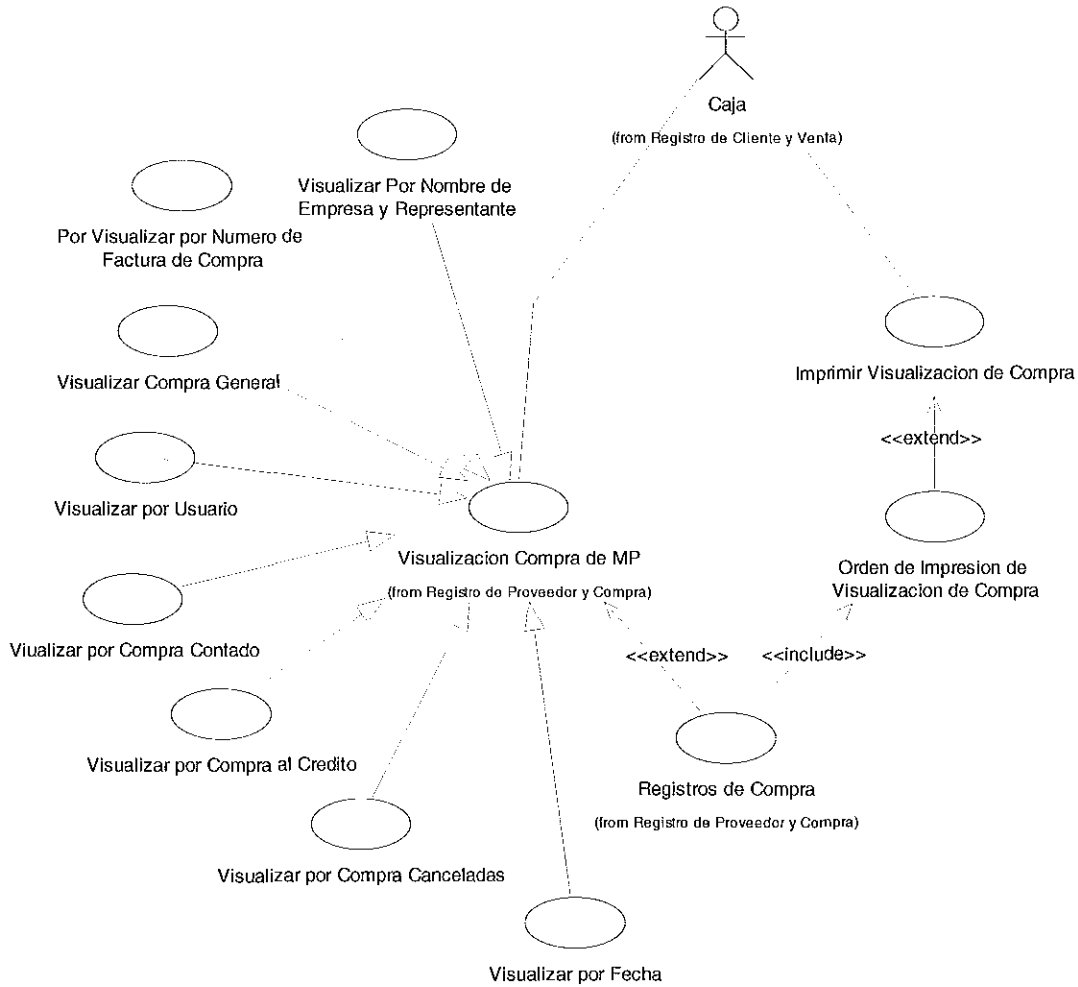 Caja
(from Registro de Cliente y Venta)
Visualizar Por Nombre de
Empresa y Representante
Por Visualizar por Numero de
Factura de Compra
Visualizar Compra General
Imprimir Visualizacion de Compra
<<extend>>
Visualizar por Usuario
Visualizacion Compra de MP
(from Registro de Proveedor y Compra)
Orden de Impresion de
Visualizacion de Compra
Viualizar por Compra Contado
<<extend>>
<<include>>
Visualizar por Compra al Credito
Registros de Compra
(from Registro de Proveedor y Compra)
Visualizar por Compra Canceladas
Visualizar por Fecha